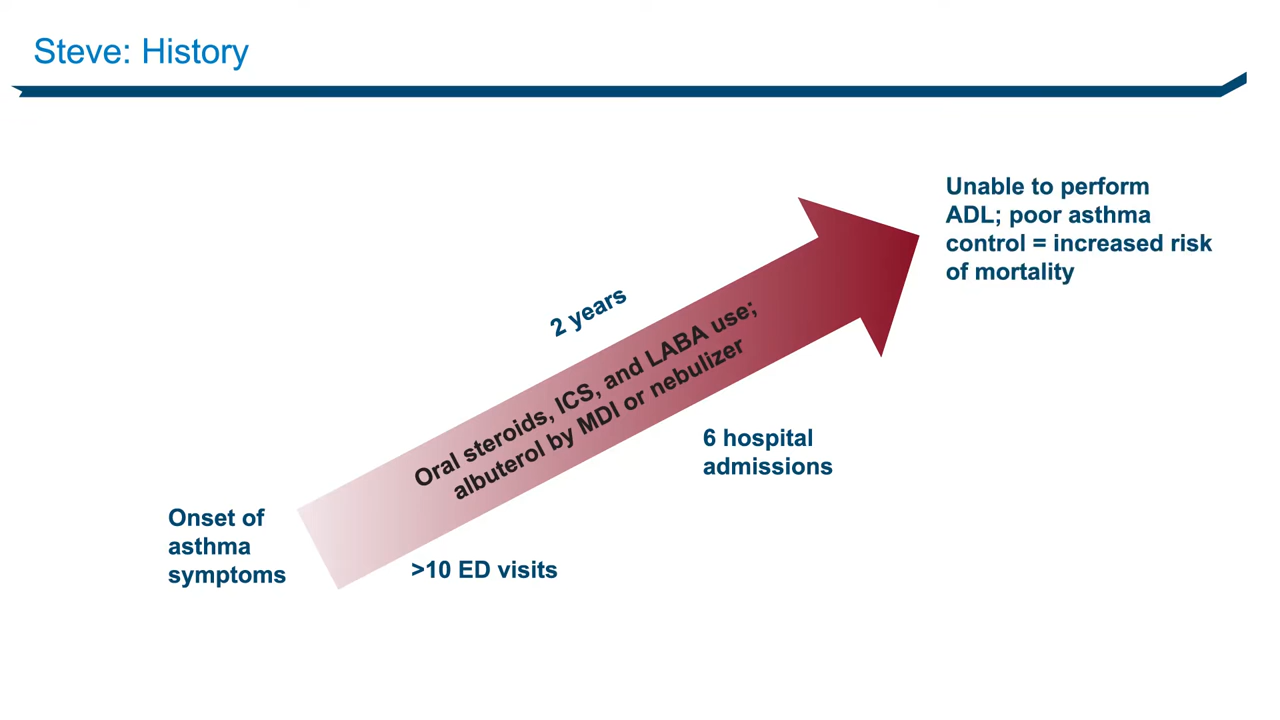 Steve: History
Unable to perform
ADL; poor asthma
control = increased risk
of mortality
2 years
Oral steroids, ICS, and LABA use;
albuterol by MDI or nebulizer
6 hospital
admissions
Onset of
asthma
symptoms
>10 ED visits